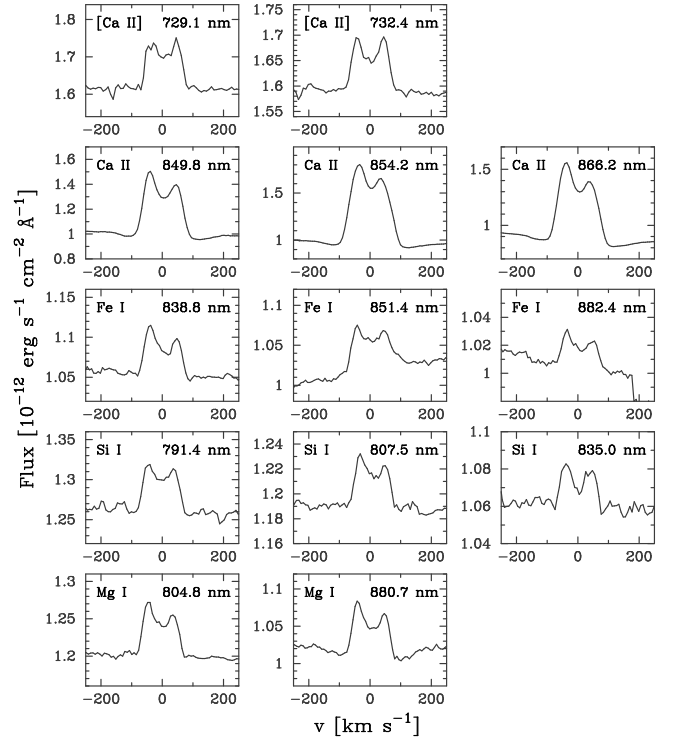 [Ca II] 729.1 nm
1.8
1.7
1.6
−200 0 200
[Ca II] 732.4 nm
1.75
1.7
1.65
1.6
1.55
−200 0 200
Ca II 849.8 nm
1.6
1.4
1.2
1
0.8
−200 0 200
Ca II 854.2 nm
1.5
1
−200 0 200
Ca II 866.2 nm
1.5
1
−200 0 200
Fe I 838.8 nm
1.15
1.1
1.05
−200 0 200
Fe I 851.4 nm
1.1
1.05
1
−200 0 200
Fe I 882.4 nm
1.04
1.02
1
−200 0 200
Si I 791.4 nm
1.35
1.3
1.25
−200 0 200
Si I 807.5 nm
1.24
1.22
1.2
1.18
1.16
−200 0 200
Si I 835.0 nm
1.1
1.08
1.06
1.04
−200 0 200
Mg I 804.8 nm
1.3
1.25
1.2
−200 0 200
Mg I 880.7 nm
1.1
1.05
1
−200 0 200
Flux [10⁻¹² erg s⁻¹ cm⁻² Å⁻¹]
v [km s⁻¹]